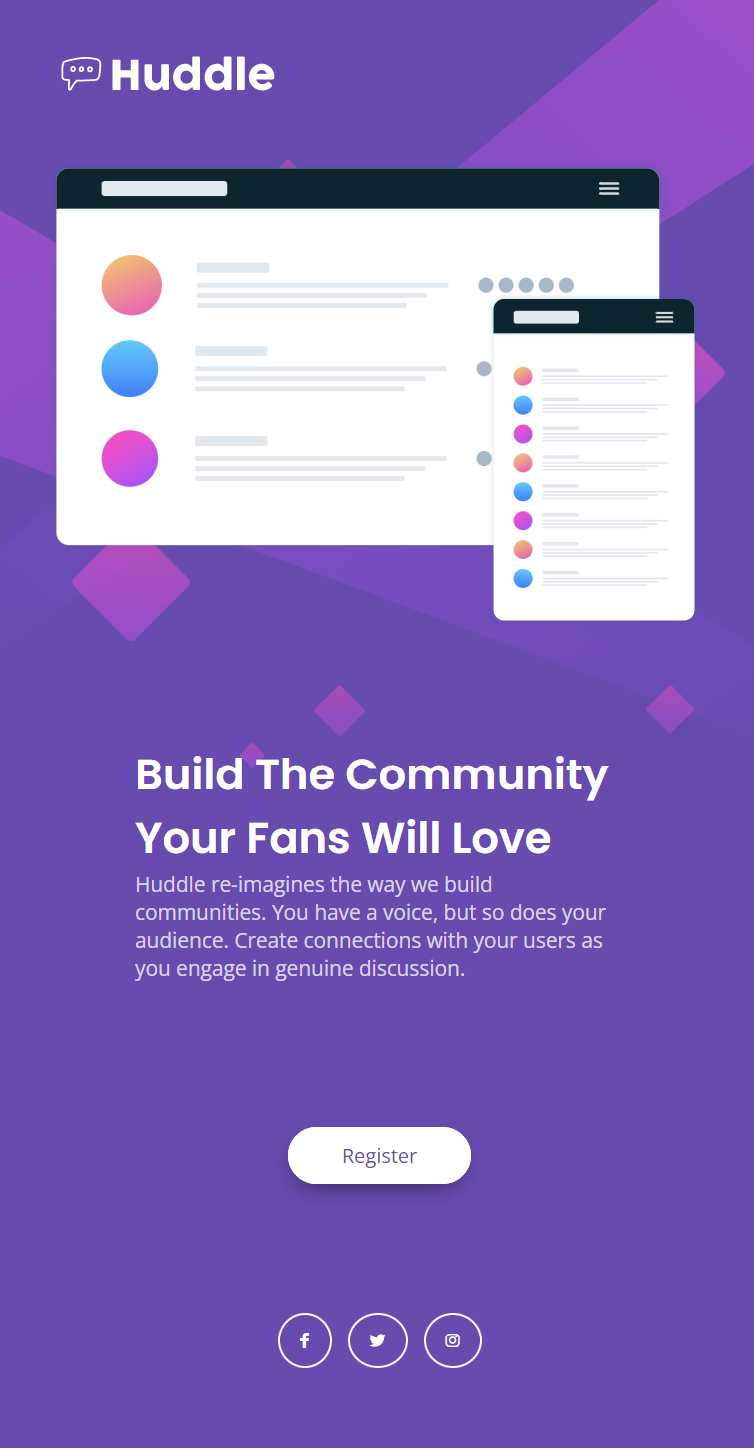 Huddle
Build The Community
Your Fans Will Love
Huddle re-imagines the way we build
communities. You have a voice, but so does your
audience. Create connections with your users as
you engage in genuine discussion.
Register